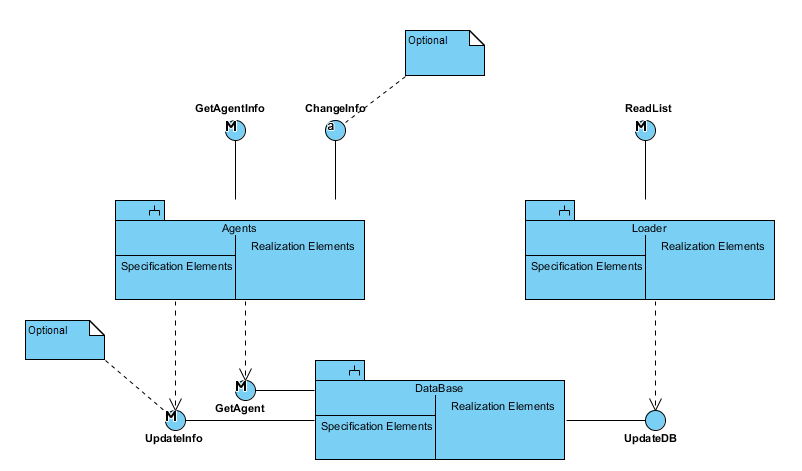 Optional
GetAgentInfo
ChangeInfo
ReadList
M
a
M
Agents
Realization Elements
Specification Elements
Loader
Realization Elements
Specification Elements
Optional
M
GetAgent
DataBase
Realization Elements
Specification Elements
M
UpdateInfo
UpdateDB